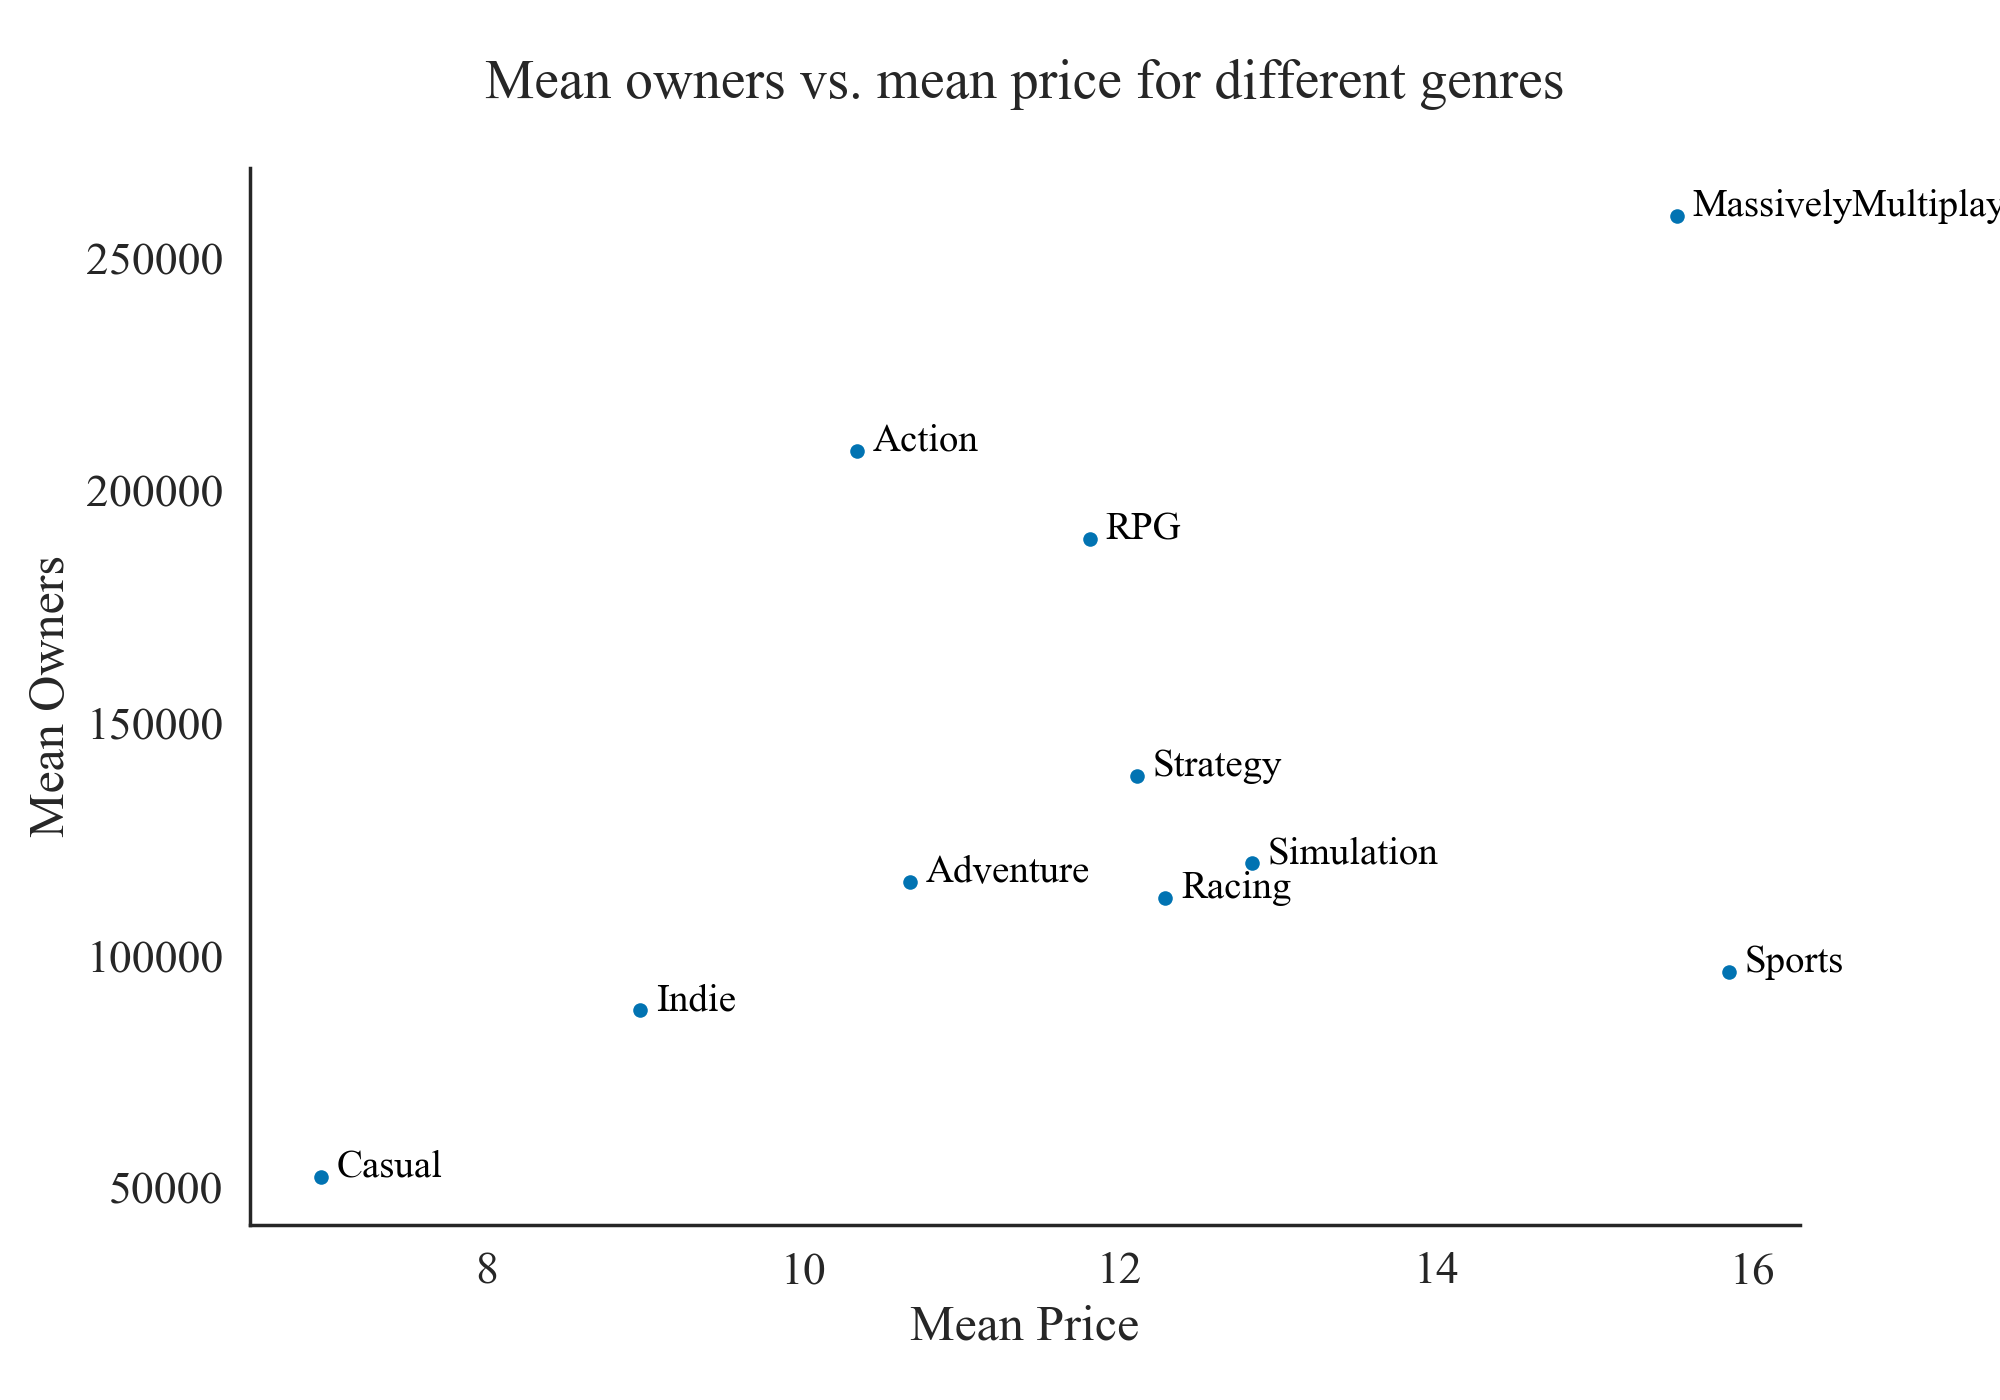 Mean owners vs. mean price for different genres
MassivelyMultiplay
250000
Action
200000
RPG
Mean Owners
150000
Strategy
Simulation
Adventure
Racing
100000
Sports
Indie
Casual
50000
8 10 12 14 16
Mean Price